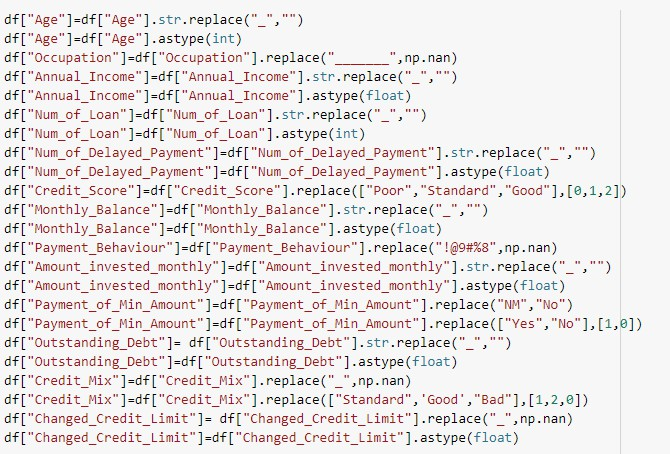 df["Age"]=df["Age"].str.replace("_","")
df["Age"]=df["Age"].astype(int)
df["Occupation"]=df["Occupation"].replace("_______",np.nan)
df["Annual_Income"]=df["Annual_Income"].str.replace("_","")
df["Annual_Income"]=df["Annual_Income"].astype(float)
df["Num_of_Loan"]=df["Num_of_Loan"].str.replace("_","")
df["Num_of_Loan"]=df["Num_of_Loan"].astype(int)
df["Num_of_Delayed_Payment"]=df["Num_of_Delayed_Payment"].str.replace("_","")
df["Num_of_Delayed_Payment"]=df["Num_of_Delayed_Payment"].astype(float)
df["Credit_Score"]=df["Credit_Score"].replace(["Poor","Standard","Good"],[0,1,2])
df["Monthly_Balance"]=df["Monthly_Balance"].str.replace("_","")
df["Monthly_Balance"]=df["Monthly_Balance"].astype(float)
df["Payment_Behaviour"]=df["Payment_Behaviour"].replace("!@9#%8",np.nan)
df["Amount_invested_monthly"]=df["Amount_invested_monthly"].str.replace("_","")
df["Amount_invested_monthly"]=df["Amount_invested_monthly"].astype(float)
df["Payment_of_Min_Amount"]=df["Payment_of_Min_Amount"].replace("NM","No")
df["Payment_of_Min_Amount"]=df["Payment_of_Min_Amount"].replace(["Yes","No"],[1,0])
df["Outstanding_Debt"]= df["Outstanding_Debt"].str.replace("_","")
df["Outstanding_Debt"]=df["Outstanding_Debt"].astype(float)
df["Credit_Mix"]=df["Credit_Mix"].replace("_",np.nan)
df["Credit_Mix"]=df["Credit_Mix"].replace(["Standard",'Good',"Bad"],[1,2,0])
df["Changed_Credit_Limit"]= df["Changed_Credit_Limit"].replace("_",np.nan)
df["Changed_Credit_Limit"]=df["Changed_Credit_Limit"].astype(float)